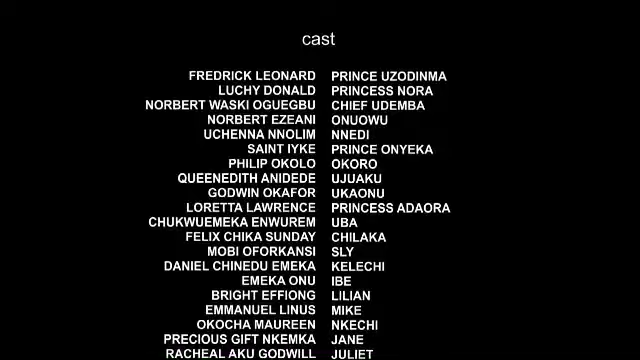 cast
FREDRICK LEONARD PRINCE UZODINMA
LUCHY DONALD PRINCESS NORA
NORBERT WASKI OGUEGBU CHIEF UDEMBA
NORBERT EZEANI ONUOWU
UCHENNA NNOLIM NNEDI
SAINT IYKE PRINCE ONYEKA
PHILIP OKOLO OKORO
QUEENEDITH ANIDEDE UJUAKU
GODWIN OKAFOR UKAONU
LORETTA LAWRENCE PRINCESS ADAORA
CHUKWUEMEKA ENWUREM UBA
FELIX CHIKA SUNDAY CHILAKA
MOBI OFORKANSI SLY
DANIEL CHINEDU EMEKA KELECHI
EMEKA ONU IBE
BRIGHT EFFIONG LILIAN
EMMANUEL LINUS MIKE
OKOCHA MAUREEN NKECHI
PRECIOUS GIFT NKEMKA JANE
RACHEAL AKU GODWILL JULIET